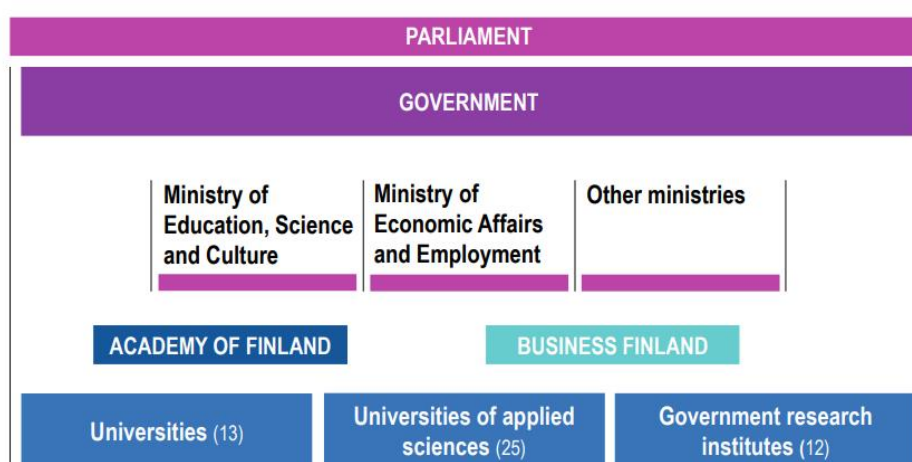 PARLIAMENT
GOVERNMENT
Ministry of
Education, Science
and Culture
Ministry of
Economic Affairs
and Employment
Other ministries
ACADEMY OF FINLAND
BUSINESS FINLAND
Universities (13)
Universities of applied
sciences (25)
Government research
institutes (12)